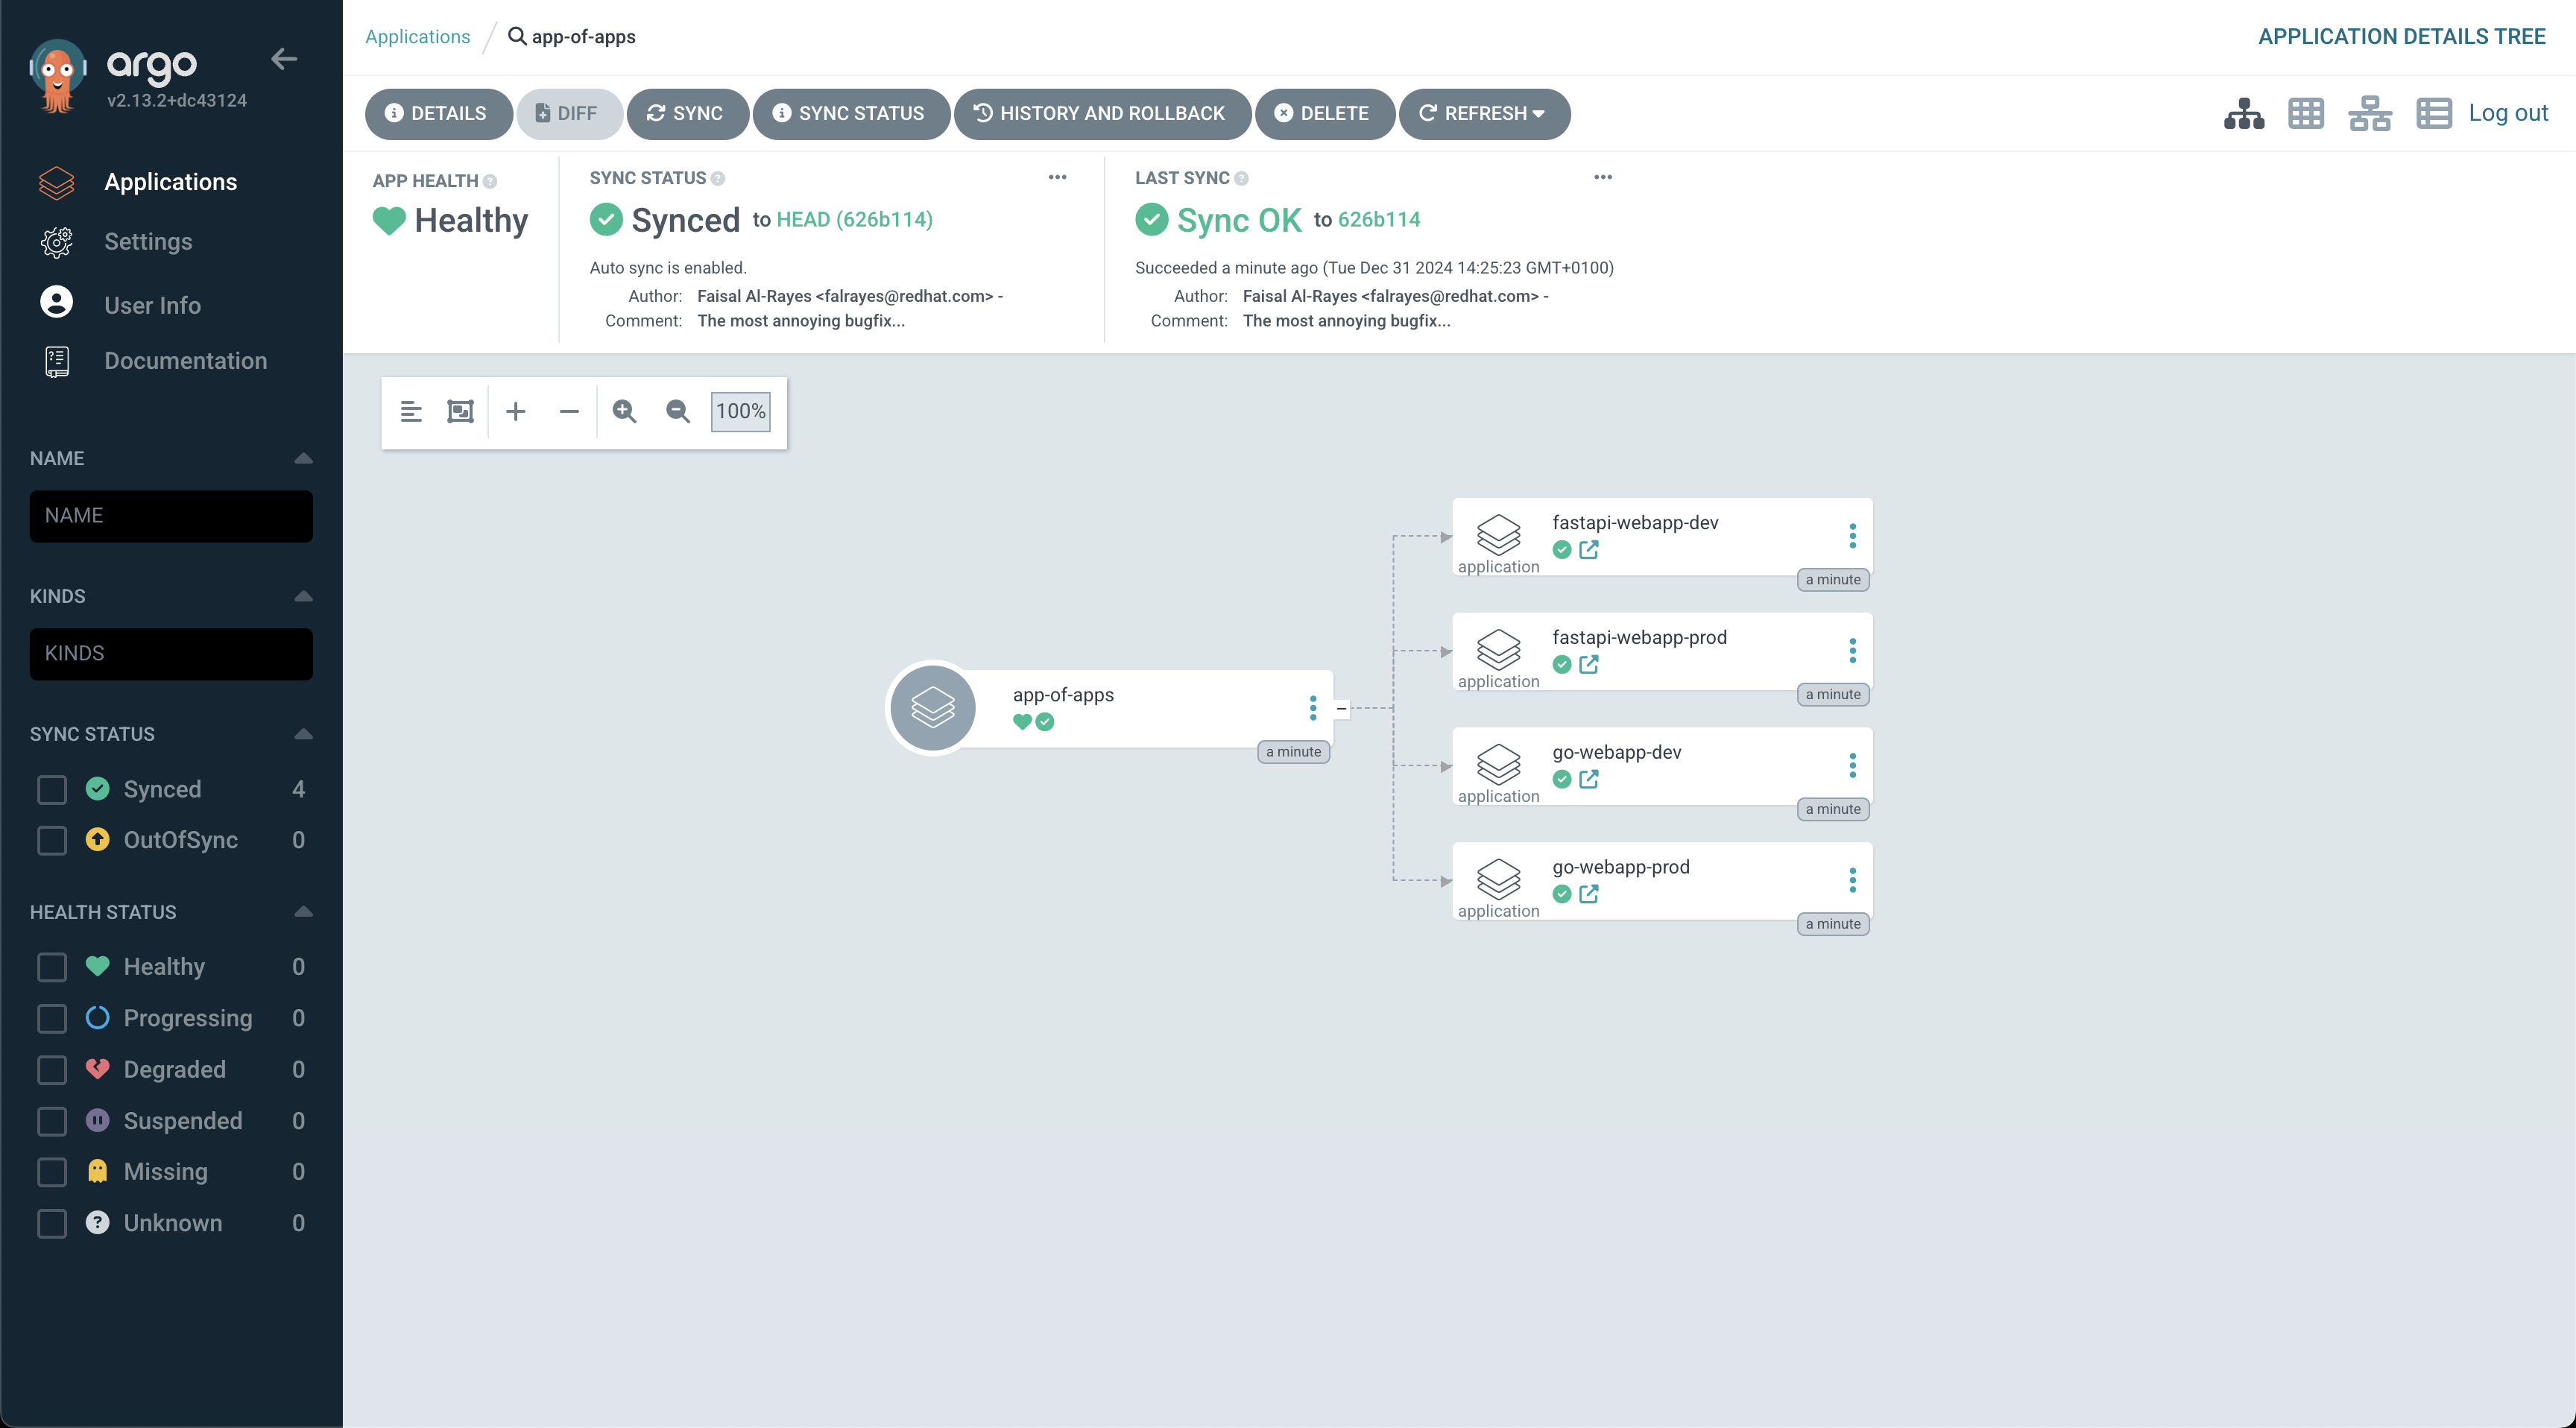 argo
v2.13.2+dc43124
Applications
Settings
User Info
Documentation
NAME
NAME
KINDS
KINDS
SYNC STATUS
Synced 4
OutOfSync 0
HEALTH STATUS
Healthy 0
Progressing 0
Degraded 0
Suspended 0
Missing 0
Unknown 0
Applications / app-of-apps
APPLICATION DETAILS TREE
DETAILS DIFF SYNC SYNC STATUS HISTORY AND ROLLBACK DELETE REFRESH
Log out
APP HEALTH
Healthy
SYNC STATUS
Synced to HEAD (626b114)
Auto sync is enabled.
Author: Faisal Al-Rayes <falrayes@redhat.com> -
Comment: The most annoying bugfix...
LAST SYNC
Sync OK to 626b114
Succeeded a minute ago (Tue Dec 31 2024 14:25:23 GMT+0100)
Author: Faisal Al-Rayes <falrayes@redhat.com> -
Comment: The most annoying bugfix...
100%
app-of-apps
a minute
fastapi-webapp-dev
application
a minute
fastapi-webapp-prod
application
a minute
go-webapp-dev
application
a minute
go-webapp-prod
application
a minute